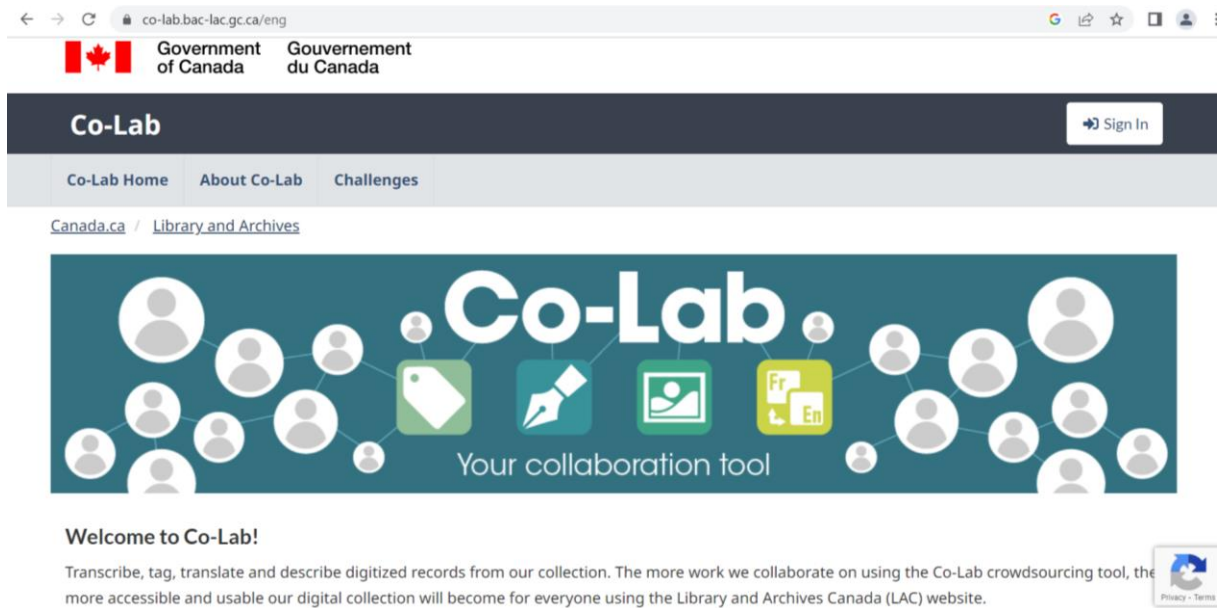 co-lab.bac-lac.gc.ca/eng
Government Gouvernement
of Canada du Canada
Co-Lab
Sign In
Co-Lab Home About Co-Lab Challenges
Canada.ca / Library and Archives
Co-Lab
Fr
En
Your collaboration tool
Welcome to Co-Lab!
Transcribe, tag, translate and describe digitized records from our collection. The more work we collaborate on using the Co-Lab crowdsourcing tool, the
more accessible and usable our digital collection will become for everyone using the Library and Archives Canada (LAC) website.
Privacy - Terms